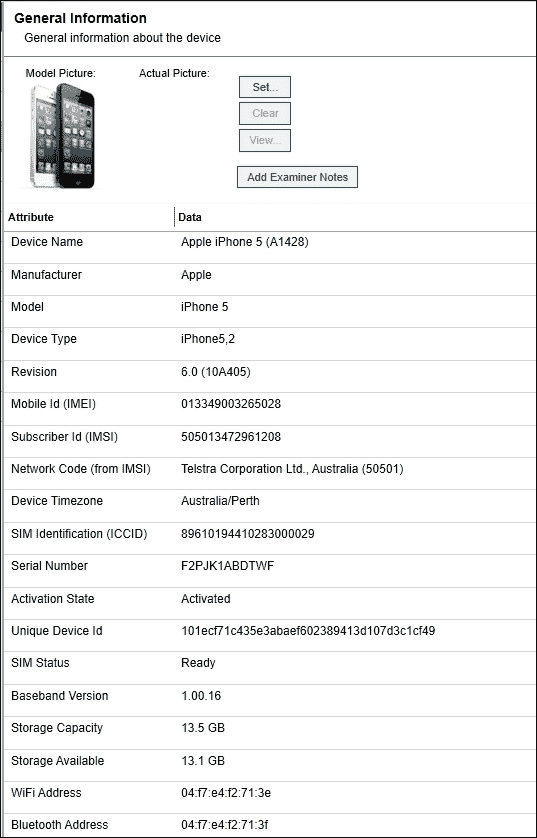 General Information
General information about the device
Model Picture:
Actual Picture:
Set...
Clear
View...
Add Examiner Notes
Attribute Data
Device Name Apple iPhone 5 (A1428)
Manufacturer Apple
Model iPhone 5
Device Type iPhone5,2
Revision 6.0 (10A405)
Mobile Id (IMEI) 013349003265028
Subscriber Id (IMSI) 505013472961208
Network Code (from IMSI) Telstra Corporation Ltd., Australia (50501)
Device Timezone Australia/Perth
SIM Identification (ICCID) 89610194410283000029
Serial Number F2PJK1ABDTWF
Activation State Activated
Unique Device Id 101ecf71c435e3abaef602389413d107d3c1cf49
SIM Status Ready
Baseband Version 1.00.16
Storage Capacity 13.5 GB
Storage Available 13.1 GB
WiFi Address 04:f7:e4:f2:71:3e
Bluetooth Address 04:f7:e4:f2:71:3f